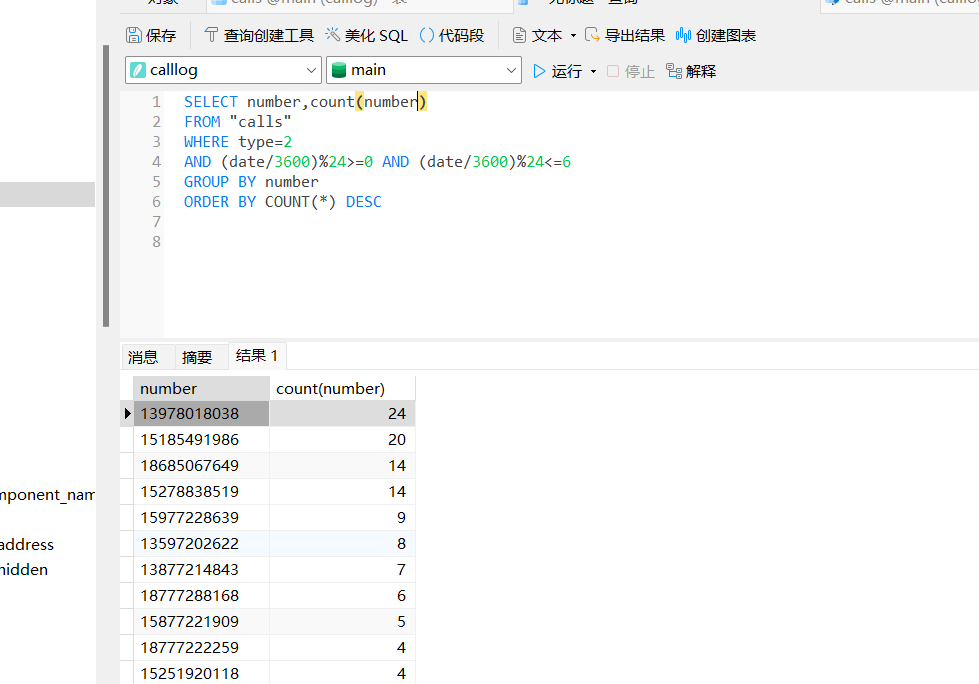 对象
calls @main (calllog) - 表
无标题 - 查询
calls @main (calllog
保存
查询创建工具
美化 SQL
() 代码段
文本
导出结果
创建图表
calllog
main
运行
停止
解释
1 SELECT number,count(number)
2 FROM "calls"
3 WHERE type=2
4 AND (date/3600)%24>=0 AND (date/3600)%24<=6
5 GROUP BY number
6 ORDER BY COUNT(*) DESC
7
8
消息 摘要 结果 1
number count(number)
13978018038 24
15185491986 20
18685067649 14
15278838519 14
15977228639 9
13597202622 8
13877214843 7
18777288168 6
15877221909 5
18777222259 4
15251920118 4
mponent_nam
address
hidden